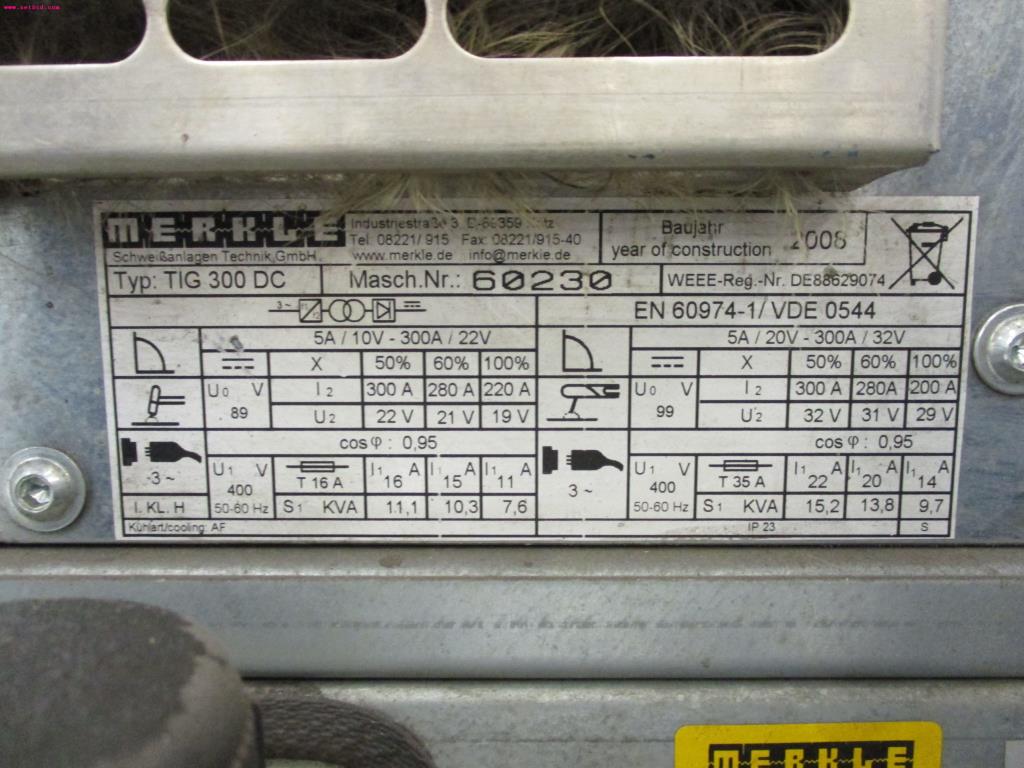 www.netbid.com
MERKLE
Schweißanlagen Technik GmbH
Industriestraße 3, D-89359
Tel: 08221/ 915 Fax: 08221/915-40
www.merkle.de info@merkle.de
Baujahr
year of construction 2008
Typ: TIG 300 DC
Masch.Nr.: 60230
WEEE-Reg.-Nr. DE88629074
3~
EN 60974-1/ VDE 0544
5A / 10V - 300A / 22V
X 50% 60% 100%
U0 V 89
I2 300 A 280 A 220 A
U2 22 V 21 V 19 V
cos φ : 0,95
3 ~
U1 V 400 50-60 Hz
T 16 A
I1 A 16
I1 A 15
I1 A 11
I. KL. H
S1 KVA 11,1 10,3 7,6
Kühlart/cooling: AF
5A / 20V - 300A / 32V
X 50% 60% 100%
U0 V 99
I2 300 A 280A 200 A
U2 32 V 31 V 29 V
cos φ : 0,95
3 ~
U1 V 400 50-60 Hz
T 35 A
I1 A 22
I1 A 20
I1 A 14
S1 KVA 15,2 13,8 9,7
IP 23
S
MERKLE